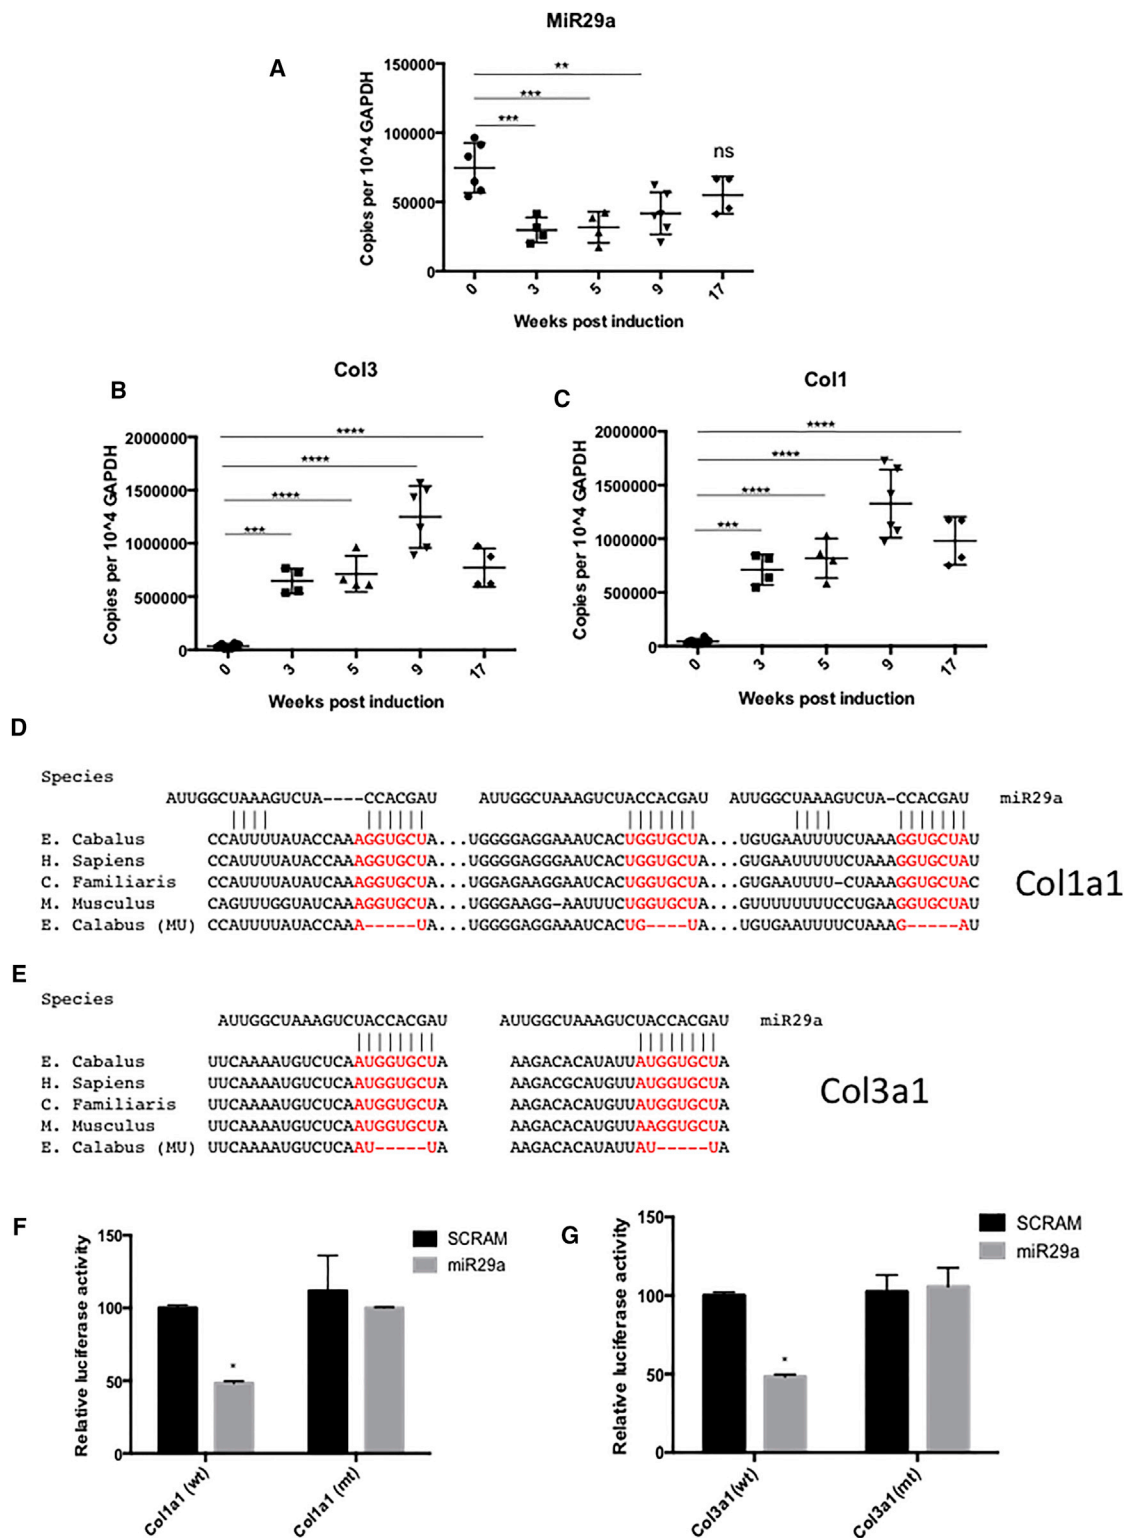 MiR29a
A
Copies per 10^4 GAPDH
150000
100000
50000
0
**
***
***
ns
0 3 5 9 17
Weeks post induction
B
Col3
Copies per 10^4 GAPDH
2000000
1500000
1000000
500000
0
****
****
****
***
0 3 5 9 17
Weeks post induction
C
Col1
Copies per 10^4 GAPDH
2000000
1500000
1000000
500000
0
****
****
****
***
0 3 5 9 17
Weeks post induction
D
Species
AUUGGCUAAAGUCUA----CCACGAU AUUGGCUAAAGUCUACCACGAU AUUGGCUAAAGUCUA-CCACGAU miR29a
E. Cabalus CCAUUUUAUACCAAAGGUGCUA...UGGGGAGGAAAUCACUGGUGCUA...UGUGAAUUUUUCUAAAGGUGCUAU
H. Sapiens CCAUUUUAUACCAAAGGUGCUA...UGGGGAGGGAAUCACUGGUGCUA...GUGAAUUUUUCUAAAGGUGCUAU
C. Familiaris CCAUUUUAUAUCAAAGGUGCUA...UGGAGAAGGAAUCACUGGUGCUA...GUGAAUUUU-CUAAAGGUGCUAC
M. Musculus CAGUUUGGUAUCAAAGGUGCUA...UGGGAAGG-AAUUUCUGGUGCUA...GUUUUUUUUCCUGAAGGUGCUAU
E. Calabus (MU) CCAUUUUAUACCAAA-----UA...UGGGGAGGAAAUCACUG----UA...UGUGAAUUUUCUAAAG-----AU
Col1a1
E
Species
AUUGGCUAAAGUCUACCACGAU AUUGGCUAAAGUCUACCACGAU miR29a
E. Cabalus UUCAAAAUGUCUCAAUGGUGCUA AAGACACAUAUUAUGGUGCUA
H. Sapiens UUCAAAAUGUCUCAAUGGUGCUA AAGACGCAUGUUAUGGUGCUA
C. Familiaris UUCAAAAUGUCUCAAUGGUGCUA AAGACACAUGUUAUGGUGCUA
M. Musculus UUCAAAAUGUCUCAAUGGUGCUA AAGACACAUGUUAAGGUGCUA
E. Calabus (MU) UUCAAAAUGUCUCAAU-----UA AAGACACAUAUUAU-----UA
Col3a1
F
Relative luciferase activity
150
100
50
0
*
SCRAM
miR29a
Col1a1 (wt) Col1a1 (mt)
G
Relative luciferase activity
150
100
50
0
*
SCRAM
miR29a
Col3a1(wt) Col3a1(mt)